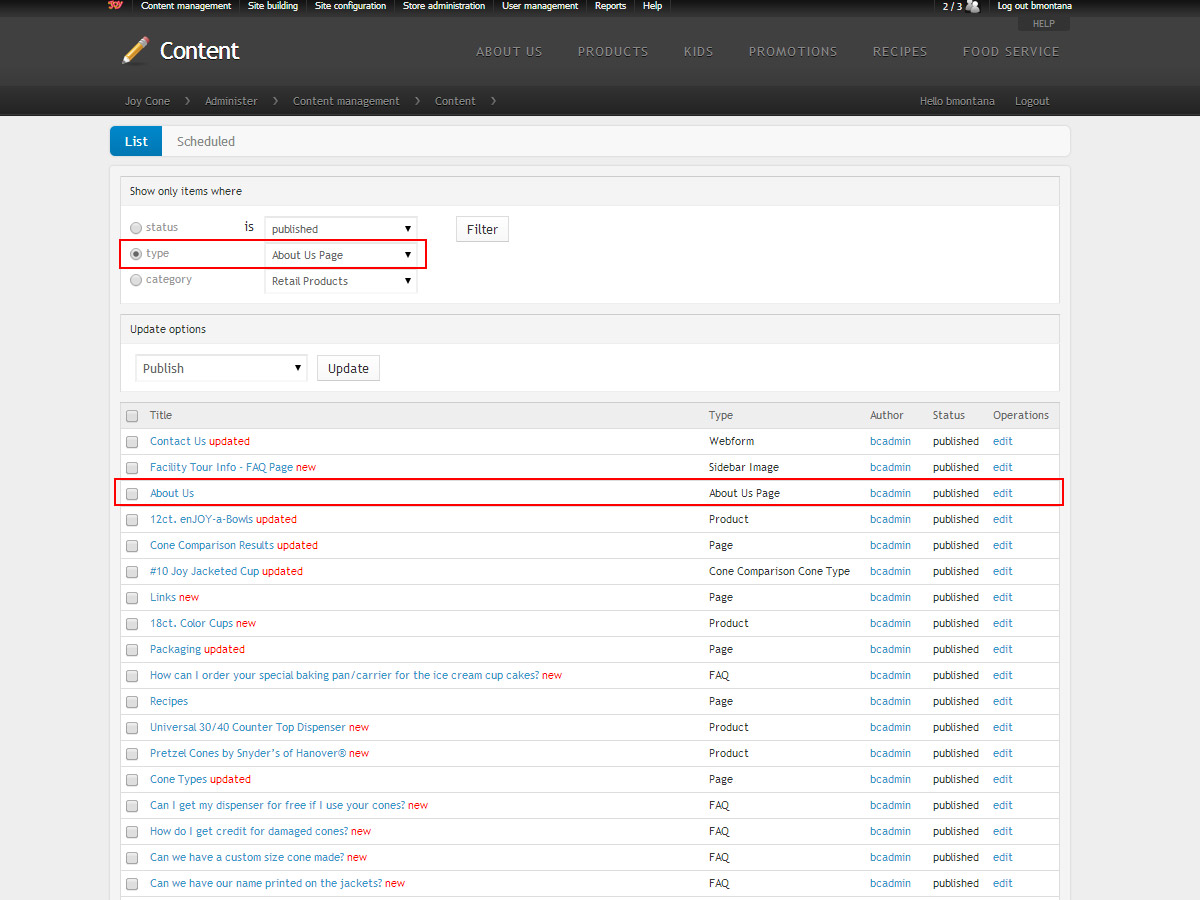 JOY Content management Site building Site configuration Store administration User management Reports Help 2 / 3 Log out bmontana
HELP
Content ABOUT US PRODUCTS KIDS PROMOTIONS RECIPES FOOD SERVICE
Joy Cone Administer Content management Content Hello bmontana Logout
List Scheduled
Show only items where
status is published Filter
type About Us Page
category Retail Products
Update options
Publish Update
Title Type Author Status Operations
Contact Us updated Webform bcadmin published edit
Facility Tour Info - FAQ Page new Sidebar Image bcadmin published edit
About Us About Us Page bcadmin published edit
12ct. enJOY-a-Bowls updated Product bcadmin published edit
Cone Comparison Results updated Page bcadmin published edit
#10 Joy Jacketed Cup updated Cone Comparison Cone Type bcadmin published edit
Links new Page bcadmin published edit
18ct. Color Cups new Product bcadmin published edit
Packaging updated Page bcadmin published edit
How can I order your special baking pan/carrier for the ice cream cup cakes? new FAQ bcadmin published edit
Recipes Page bcadmin published edit
Universal 30/40 Counter Top Dispenser new Product bcadmin published edit
Pretzel Cones by Snyder's of Hanover® new Product bcadmin published edit
Cone Types updated Page bcadmin published edit
Can I get my dispenser for free if I use your cones? new FAQ bcadmin published edit
How do I get credit for damaged cones? new FAQ bcadmin published edit
Can we have a custom size cone made? new FAQ bcadmin published edit
Can we have our name printed on the jackets? new FAQ bcadmin published edit